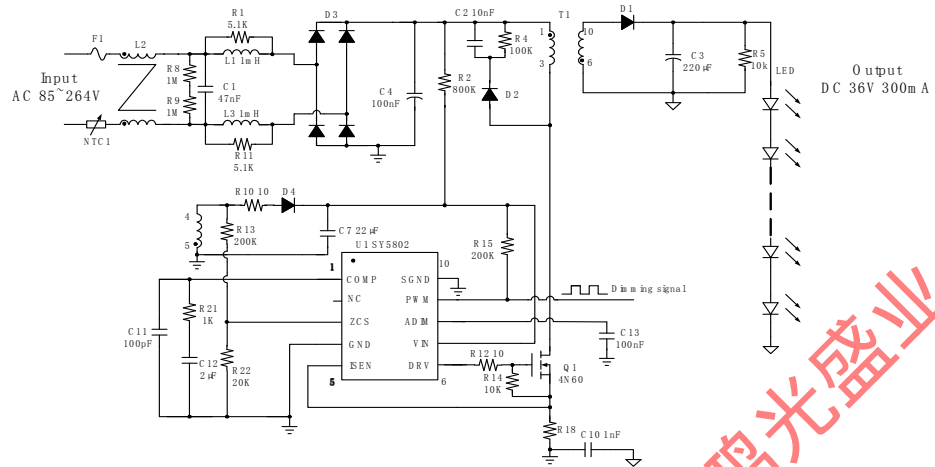 F1
L2
R1
5.1K
L1 1mH
R8
1M
R9
1M
C1
47nF
L3 1mH
R11
5.1K
NTC1
Input
AC 85~264V
D3
C4
100nF
C2 10nF
R4
100K
R2
800K
D2
T1
1
3
10
6
D1
C3
220μF
R5
10k
LED
Output
DC 36V 300mA
4
5
R10 10
D4
R13
200K
C7 22μF
U1 SY5802
R15
200K
1
10
COMP
NC
ZCS
GND
ISEN
SGND
PWM
ADIM
VIN
DRV
5
6
Dimming signal
C13
100nF
R21
1K
C11
100pF
C12
2μF
R22
20K
R12 10
R14
10K
Q1
4N60
R18
C10 1nF
鹏光盛业